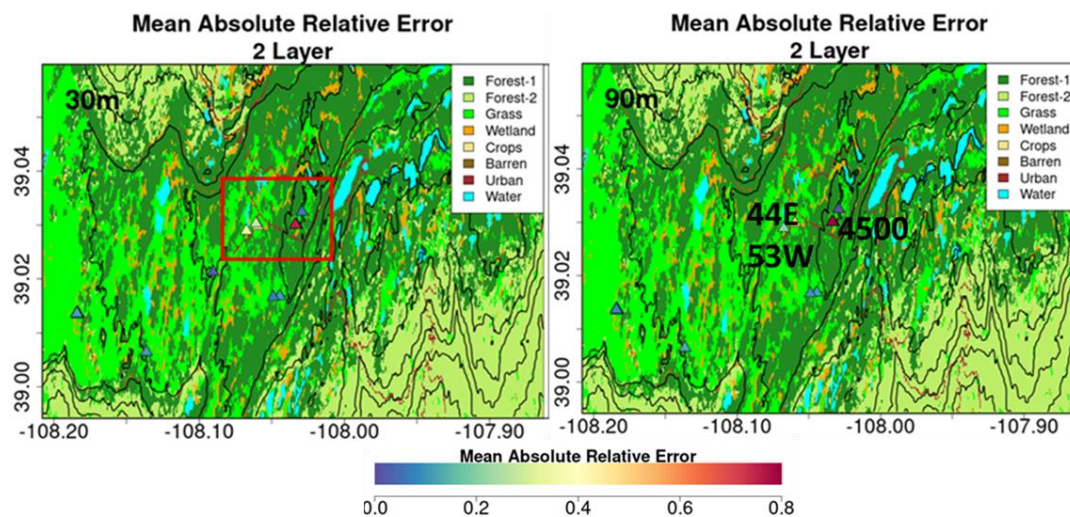 Mean Absolute Relative Error
2 Layer
30m
Forest-1
Forest-2
Grass
Wetland
Crops
Barren
Urban
Water
39.04
39.02
39.00
-108.20
-108.10
-108.00
-107.90
Mean Absolute Relative Error
2 Layer
90m
44E
53W
4500
Forest-1
Forest-2
Grass
Wetland
Crops
Barren
Urban
Water
39.04
39.02
39.00
-108.20
-108.10
-108.00
-107.90
Mean Absolute Relative Error
0.0
0.2
0.4
0.6
0.8